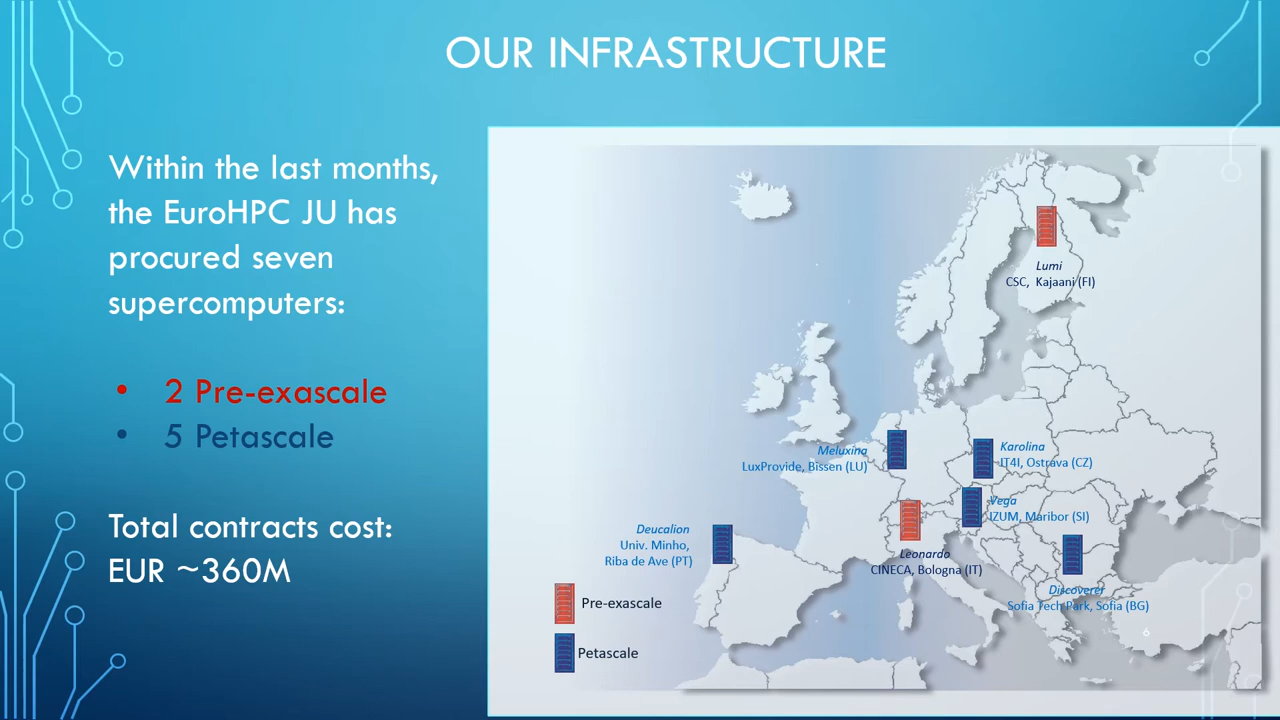 OUR INFRASTRUCTURE
Within the last months,
the EuroHPC JU has
procured seven
supercomputers:
• 2 Pre-exascale
• 5 Petascale
Total contracts cost:
EUR ~360M
Lumi
CSC, Kajaani (FI)
Meluxina
LuxProvide, Bissen (LU)
Karolina
IT4I, Ostrava (CZ)
Vega
IZUM, Maribor (SI)
Deucalion
Univ. Minho,
Riba de Ave (PT)
Leonardo
CINECA, Bologna (IT)
Discoverer
Sofia Tech Park, Sofia (BG)
Pre-exascale
Petascale
6